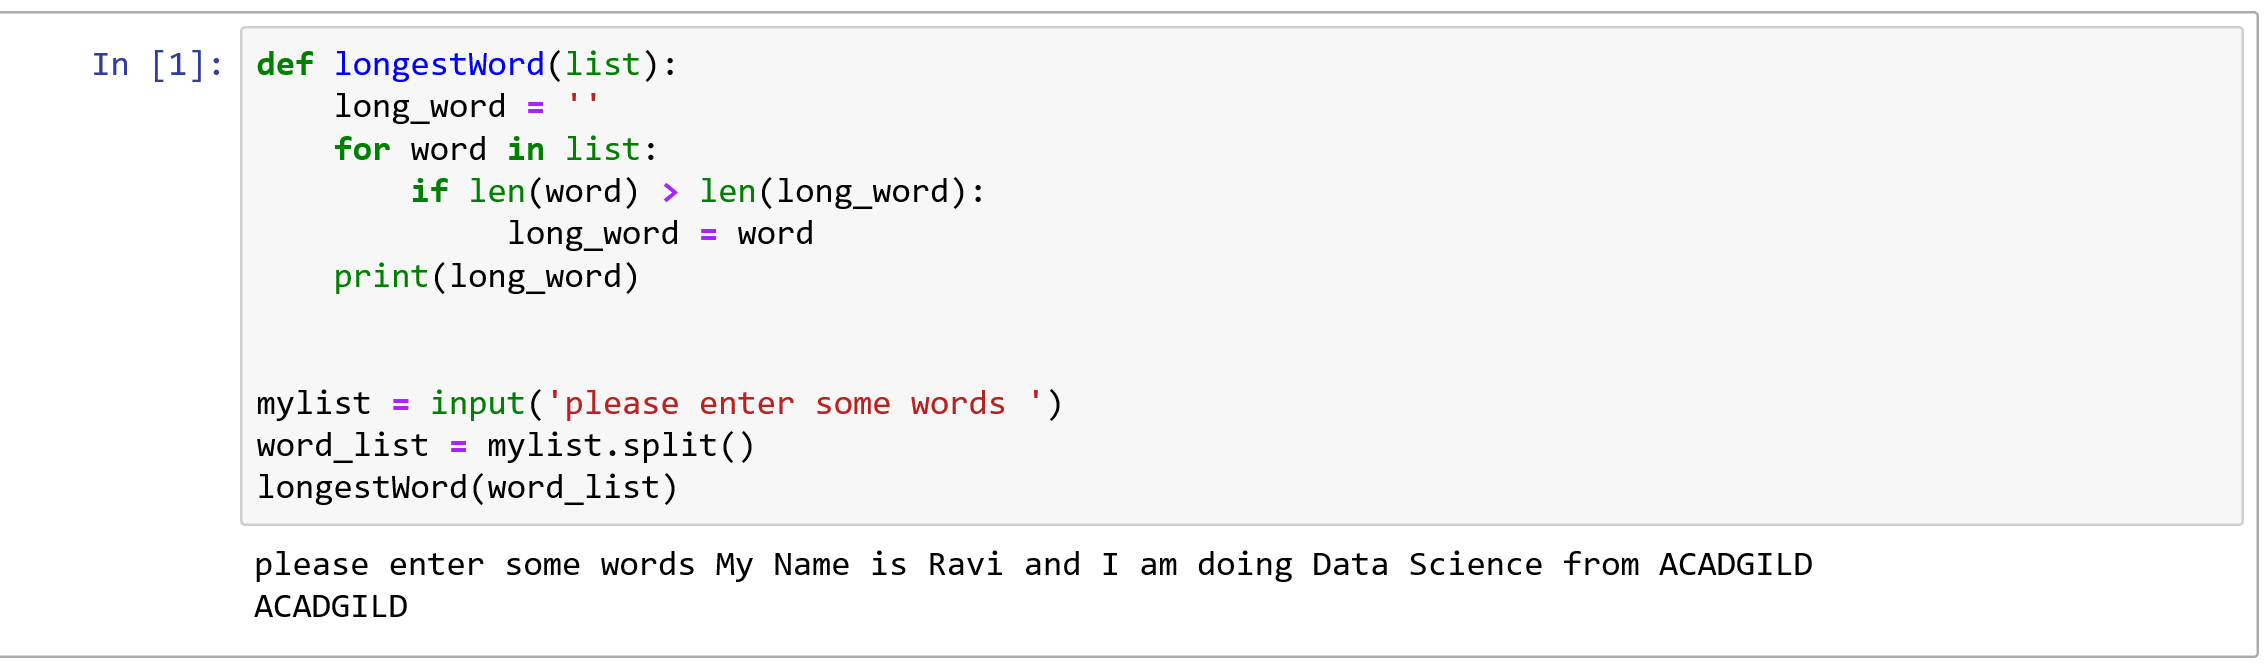 In [1]: def longestWord(list):
    long_word = ''
    for word in list:
        if len(word) > len(long_word):
             long_word = word
    print(long_word)
mylist = input('please enter some words ')
word_list = mylist.split()
longestWord(word_list)
please enter some words My Name is Ravi and I am doing Data Science from ACADGILD
ACADGILD